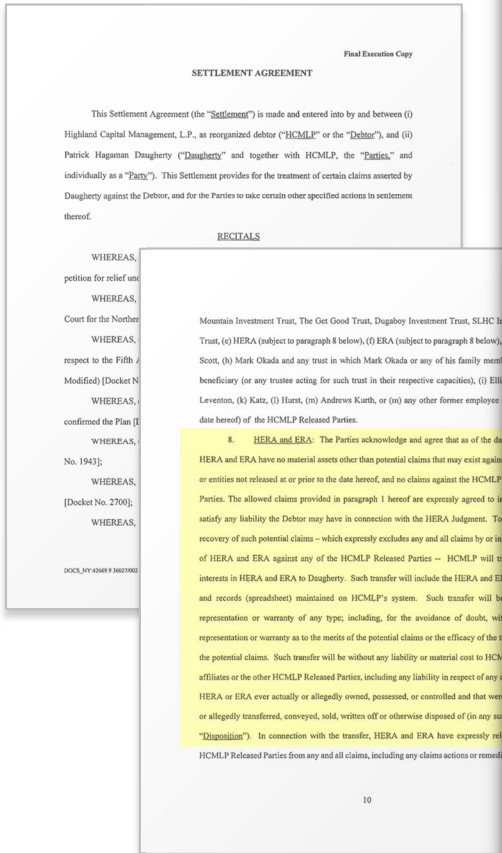 Final Execution Copy
SETTLEMENT AGREEMENT
This Settlement Agreement (the "Settlement") is made and entered into by and between (i)
Highland Capital Management, L.P., as reorganized debtor ("HCMLP" or the "Debtor"), and (ii)
Patrick Hagaman Daugherty ("Daugherty" and together with HCMLP, the "Parties," and
individually as a "Party"). This Settlement provides for the treatment of certain claims asserted by
Daugherty against the Debtor, and for the Parties to take certain other specified actions in settlement
thereof.
RECITALS
WHEREAS,
petition for relief
WHEREAS,
Court for the Norther
WHEREAS,
respect to the Fifth
Modified) [Docket N
WHEREAS,
confirmed the Plan
WHEREAS,
No. 1943];
WHEREAS,
[Docket No. 2700];
WHEREAS,
DOCS_NY:42669.9 36027/002
Mountain Investment Trust, The Get Good Trust, Dugaboy Investment Trust, SLHC
Trust, (e) HERA (subject to paragraph 8 below), (f) ERA (subject to paragraph 8 below),
Scott, (h) Mark Okada and any trust in which Mark Okada or any of his family
beneficiary (or any trustee acting for such trust in their respective capacities), (i)
Leventon, (k) Katz, (l) Hurst, (m) Andrews Kurth, or (m) any other former employee
date hereof) of the HCMLP Released Parties.
8. HERA and ERA: The Parties acknowledge and agree that as of the
HERA and ERA have no material assets other than potential claims that may exist
or entities not released at or prior to the date hereof, and no claims against the HCMLP
Parties. The allowed claims provided in paragraph 1 hereof are expressly agreed to
satisfy any liability the Debtor may have in connection with the HERA Judgment. To
recovery of such potential claims – which expressly excludes any and all claims by or
of HERA and ERA against any of the HCMLP Released Parties -- HCMLP will
interests in HERA and ERA to Daugherty. Such transfer will include the HERA and
and records (spreadsheet) maintained on HCMLP's system. Such transfer will
representation or warranty of any type; including, for the avoidance of doubt,
representation or warranty as to the merits of the potential claims or the efficacy of the
the potential claims. Such transfer will be without any liability or material cost to
affiliates or the other HCMLP Released Parties, including any liability in respect of any
HERA or ERA ever actually or allegedly owned, possessed, or controlled and that
or allegedly transferred, conveyed, sold, written off or otherwise disposed of (in any
"Disposition"). In connection with the transfer, HERA and ERA have expressly
HCMLP Released Parties from any and all claims, including any claims actions or
10